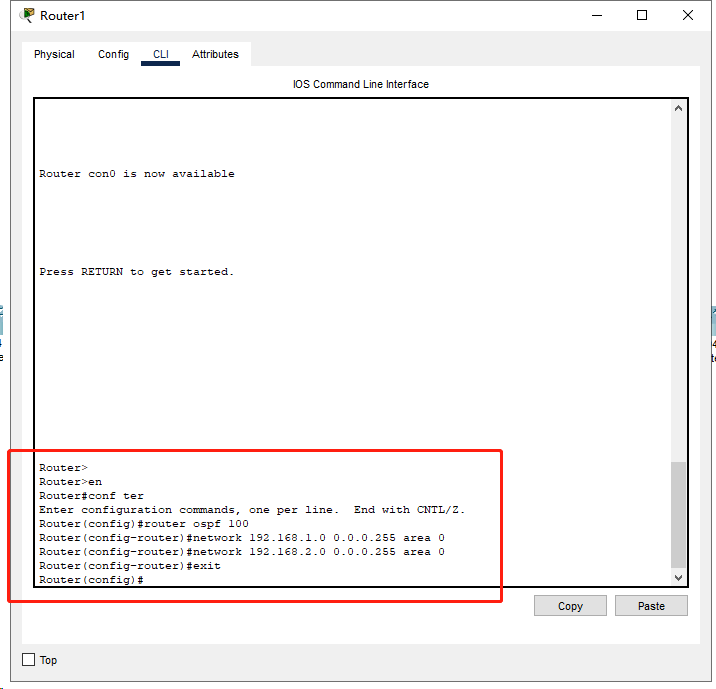 Router1
Physical Config CLI Attributes
IOS Command Line Interface
Router con0 is now available
Press RETURN to get started.
Router>
Router>en
Router#conf ter
Enter configuration commands, one per line.  End with CNTL/Z.
Router(config)#router ospf 100
Router(config-router)#network 192.168.1.0 0.0.0.255 area 0
Router(config-router)#network 192.168.2.0 0.0.0.255 area 0
Router(config-router)#exit
Router(config)#
Copy Paste
Top